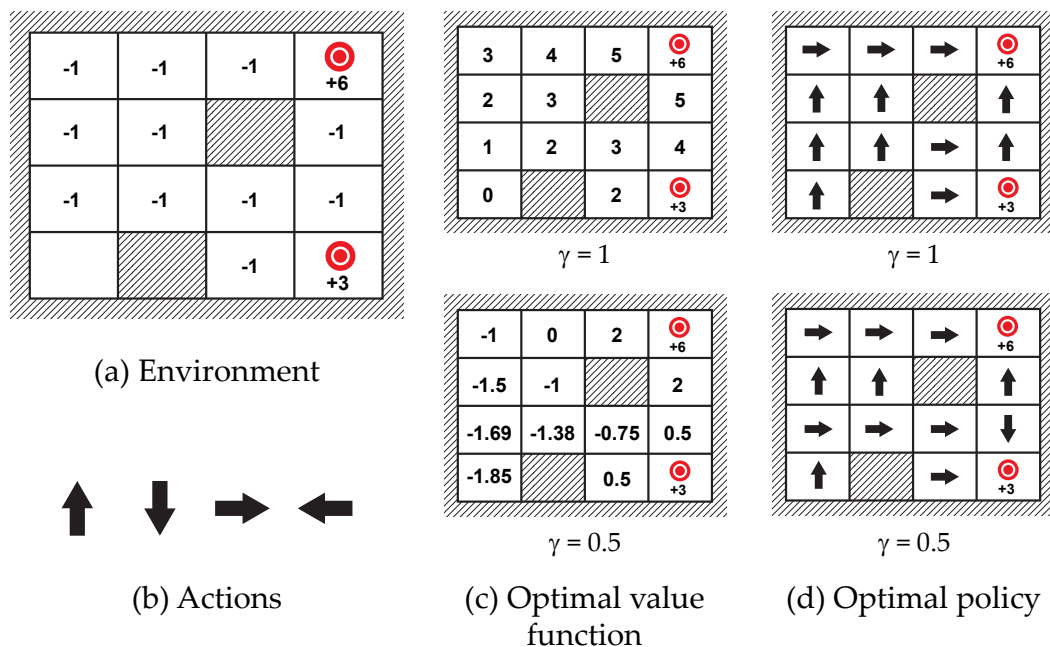 -1 -1 -1 +6
-1 -1 -1
-1 -1 -1 -1
-1 +3
(a) Environment
(b) Actions
3 4 5 +6
2 3 5
1 2 3 4
0 2 +3
γ = 1
-1 0 2 +6
-1.5 -1 2
-1.69 -1.38 -0.75 0.5
-1.85 0.5 +3
γ = 0.5
(c) Optimal value
function
+6
+3
γ = 1
+6
+3
γ = 0.5
(d) Optimal policy